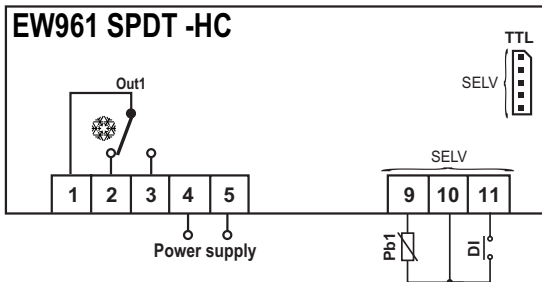 EW961 SPDT -HC
TTL
SELV
Out1
SELV
1 2 3 4 5 9 10 11
Power supply
Pb1
DI